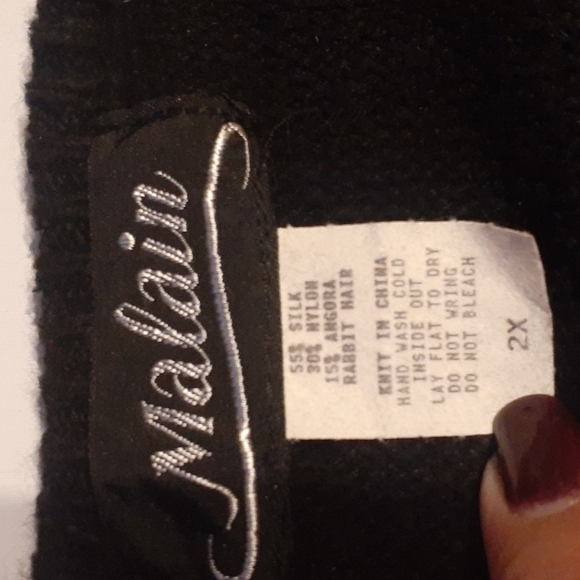 Malain
55% SILK
30% NYLON
15% ANGORA
RABBIT HAIR
KNIT IN CHINA
HAND WASH COLD
INSIDE OUT
LAY FLAT TO DRY
DO NOT WRING
DO NOT BLEACH
2X